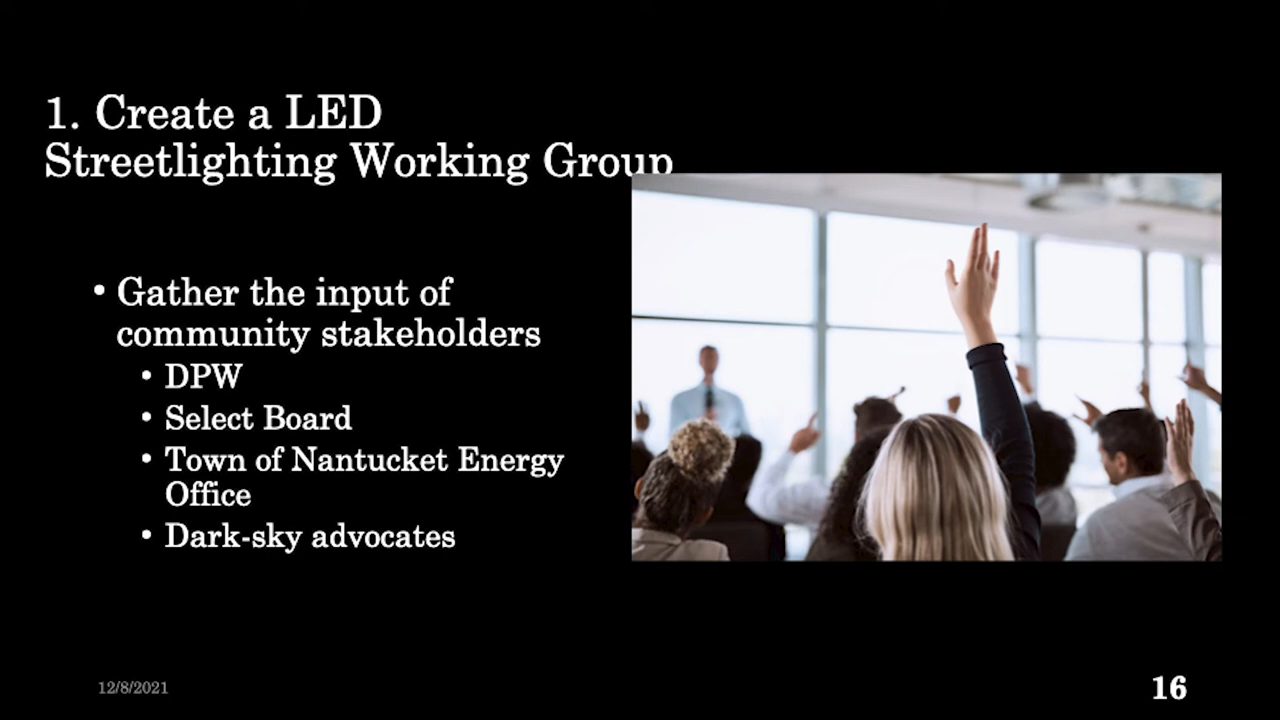 1. Create a LED
Streetlighting Working Group
• Gather the input of
community stakeholders
• DPW
• Select Board
• Town of Nantucket Energy
Office
• Dark-sky advocates
12/8/2021
16